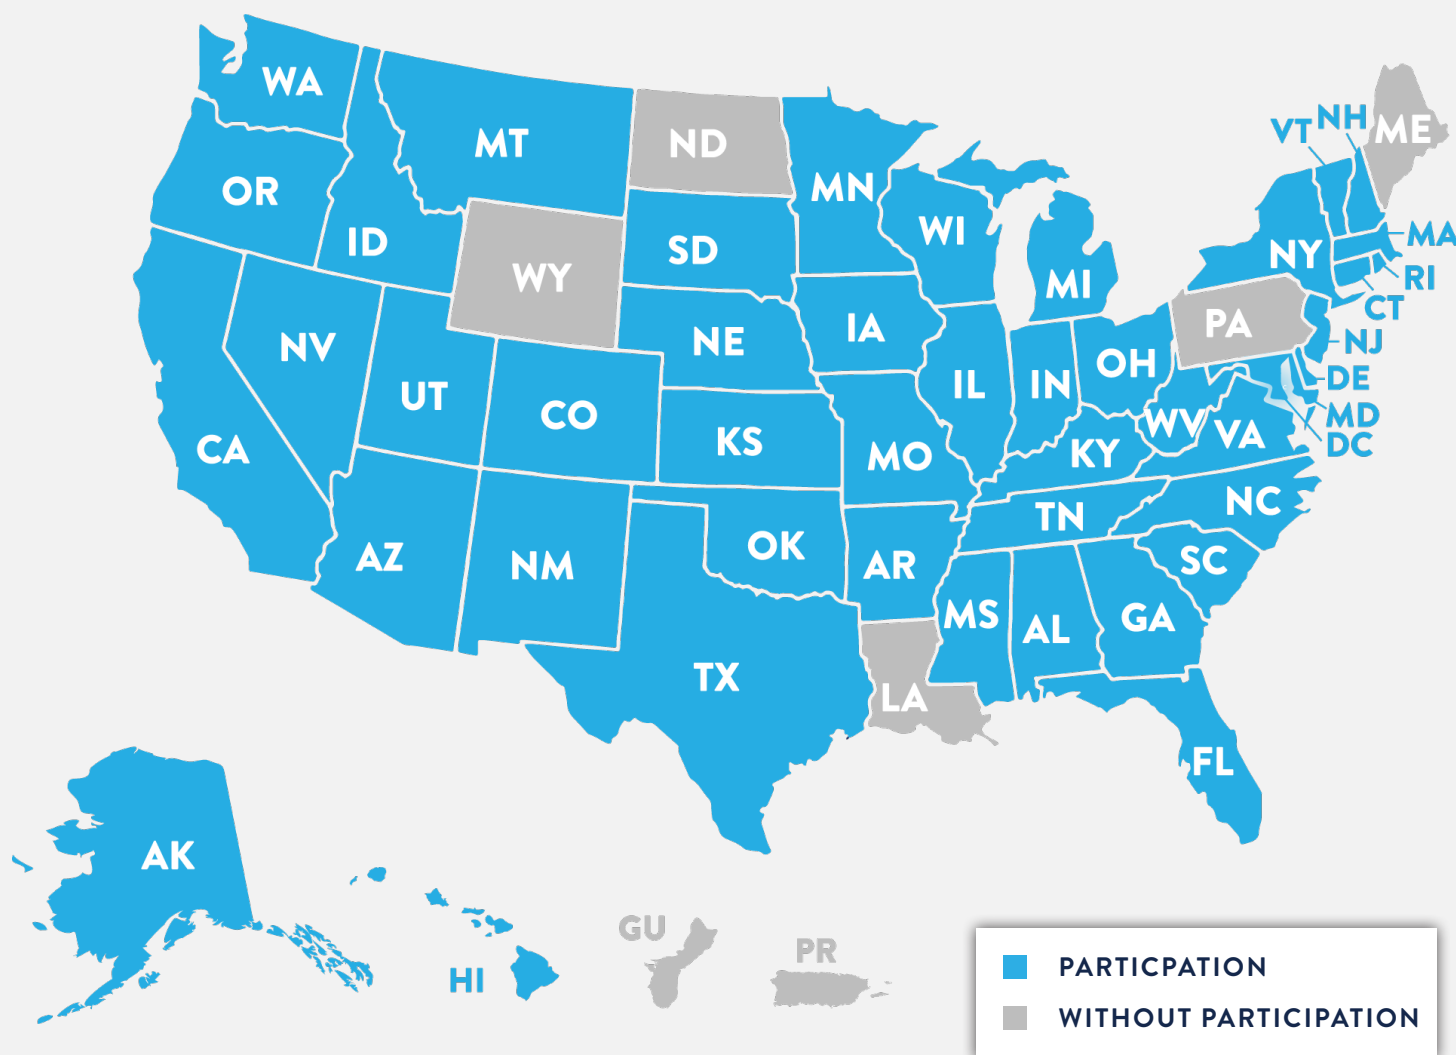 WA
MT
ND
MN
VT
NH
ME
OR
ID
WY
SD
WI
MI
NY
MA
RI
CT
NV
UT
CO
NE
IA
IL
IN
OH
PA
NJ
DE
MD
DC
CA
KS
MO
KY
WV
VA
AZ
NM
OK
AR
TN
NC
SC
MS
AL
GA
TX
LA
FL
AK
HI
GU
PR
PARTICPATION
WITHOUT PARTICIPATION